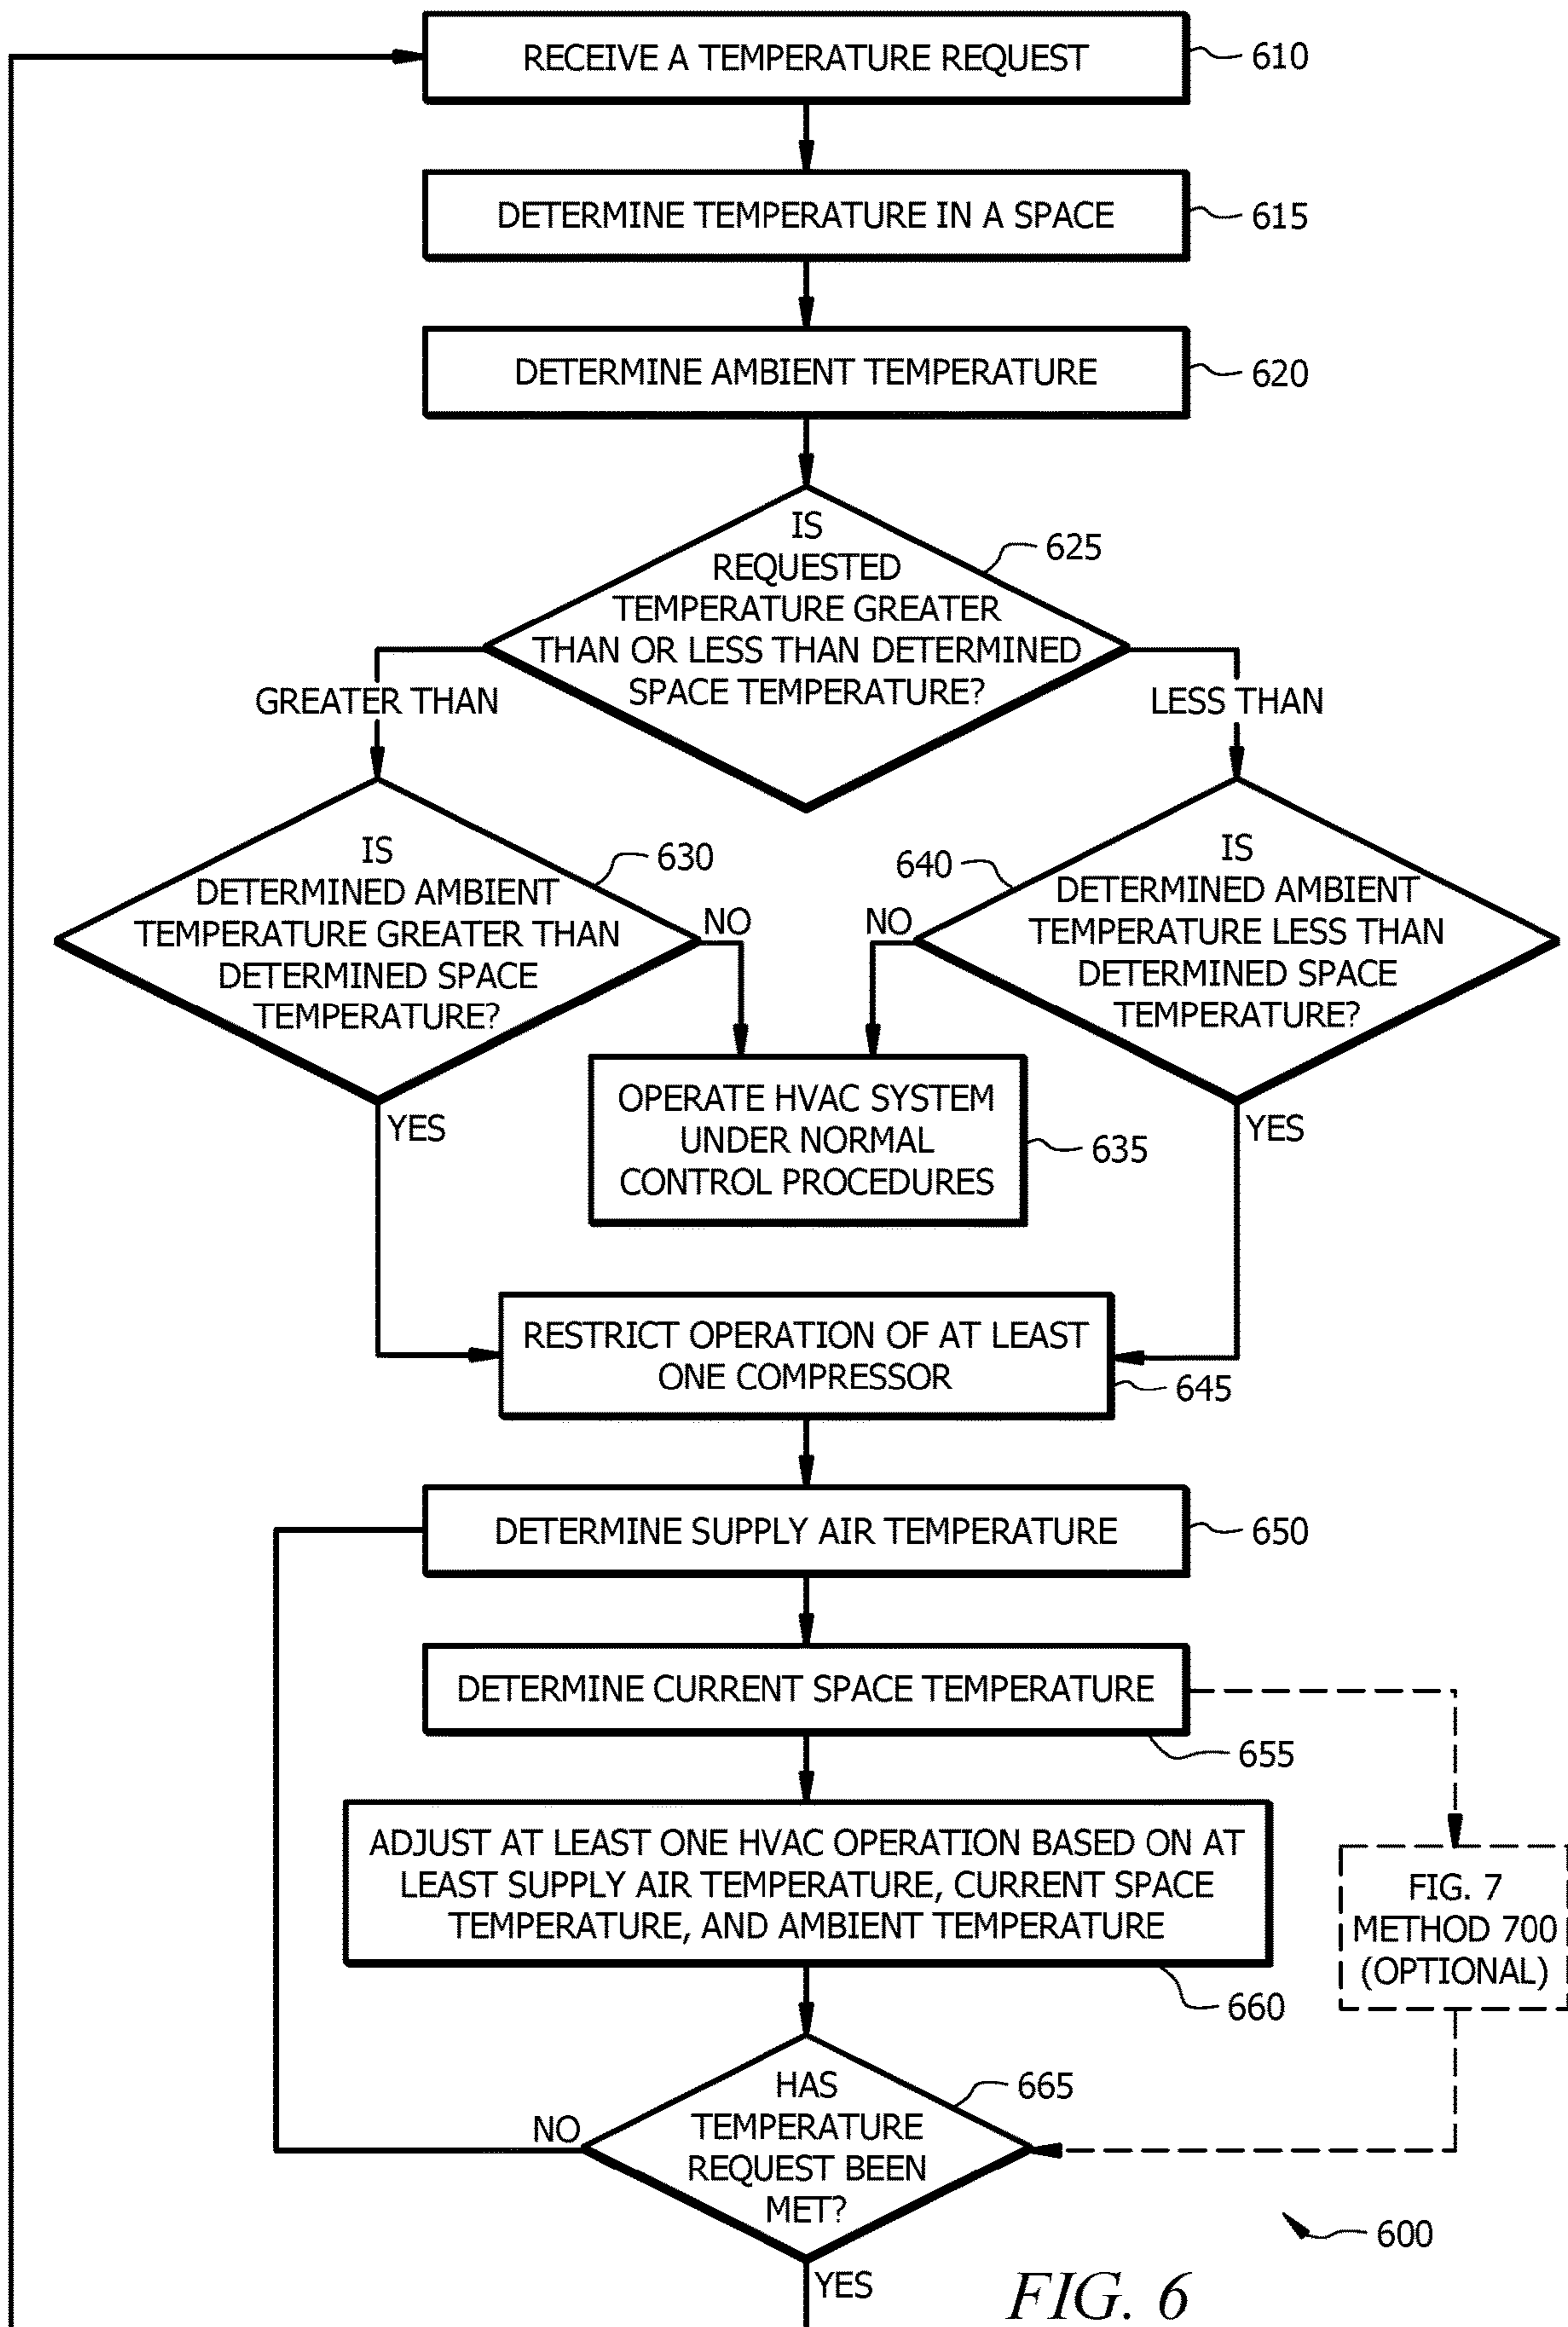 RECEIVE A TEMPERATURE REQUEST
610
DETERMINE TEMPERATURE IN A SPACE
615
DETERMINE AMBIENT TEMPERATURE
620
IS
REQUESTED
TEMPERATURE GREATER
THAN OR LESS THAN DETERMINED
SPACE TEMPERATURE?
625
GREATER THAN
LESS THAN
IS
DETERMINED AMBIENT
TEMPERATURE GREATER THAN
DETERMINED SPACE
TEMPERATURE?
630
NO
YES
640
IS
DETERMINED AMBIENT
TEMPERATURE LESS THAN
DETERMINED SPACE
TEMPERATURE?
NO
YES
OPERATE HVAC SYSTEM
UNDER NORMAL
CONTROL PROCEDURES
635
RESTRICT OPERATION OF AT LEAST
ONE COMPRESSOR
645
DETERMINE SUPPLY AIR TEMPERATURE
650
DETERMINE CURRENT SPACE TEMPERATURE
655
ADJUST AT LEAST ONE HVAC OPERATION BASED ON AT
LEAST SUPPLY AIR TEMPERATURE, CURRENT SPACE
TEMPERATURE, AND AMBIENT TEMPERATURE
660
FIG. 7
METHOD 700
(OPTIONAL)
HAS
TEMPERATURE
REQUEST BEEN
MET?
665
NO
YES
600
FIG. 6